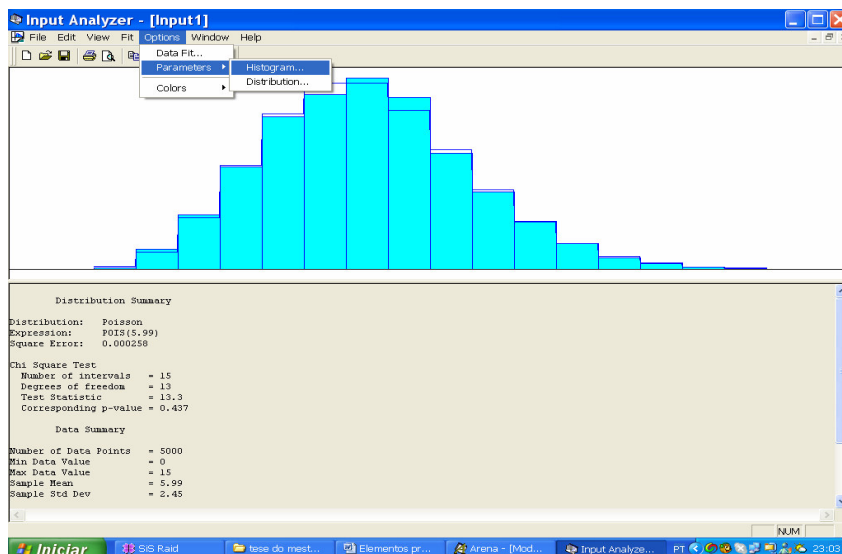 Input Analyzer - [Input1]
File Edit View Fit Options Window Help
Data Fit...
Parameters
Histogram...
Distribution...
Colors
Distribution Summary
Distribution: Poisson
Expression: POIS(5.99)
Square Error: 0.000258
Chi Square Test
Number of intervals = 15
Degrees of freedom = 13
Test Statistic = 13.3
Corresponding p-value = 0.437
Data Summary
Number of Data Points = 5000
Min Data Value = 0
Max Data Value = 15
Sample Mean = 5.99
Sample Std Dev = 2.45
NUM
Iniciar
SiS Raid
tese do mest...
Elementos pr...
Arena - [Mod...
Input Analyze...
PT
23:03